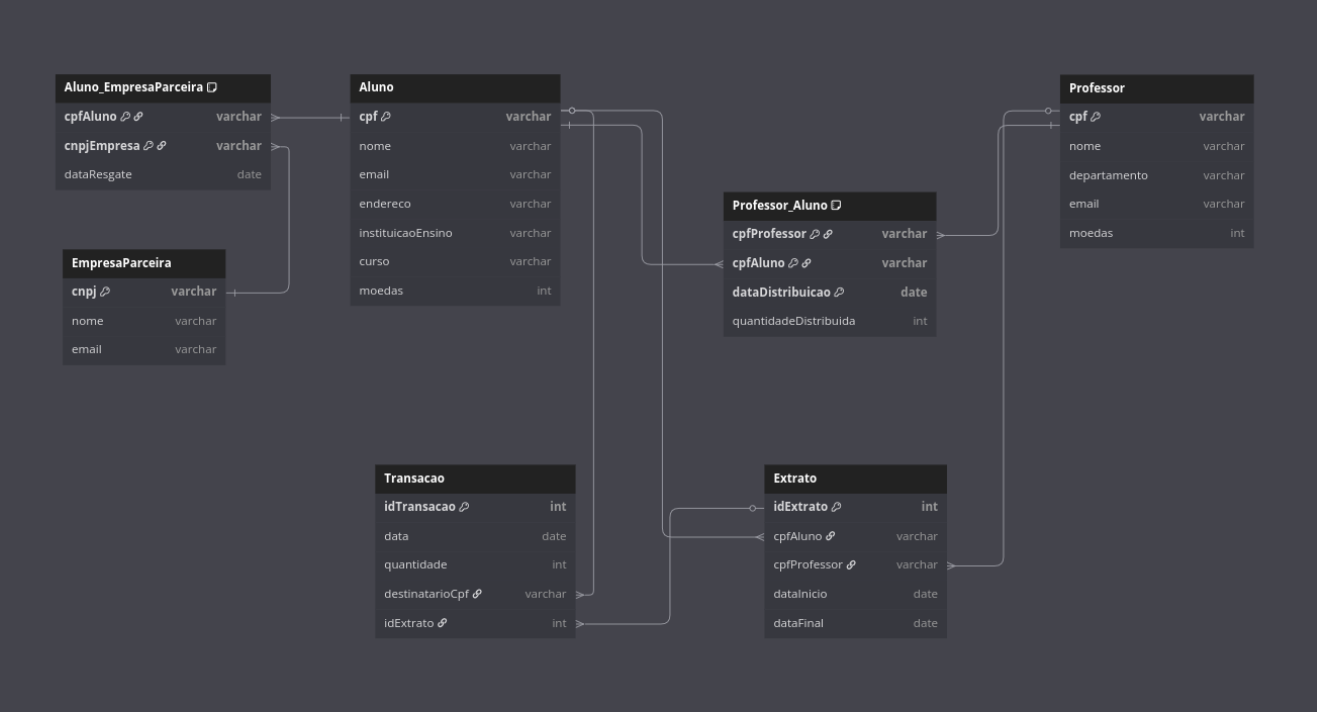 Aluno_EmpresaParceira
cpfAluno varchar
cnpjEmpresa varchar
dataResgate date
EmpresaParceira
cnpj varchar
nome varchar
email varchar
Aluno
cpf varchar
nome varchar
email varchar
endereco varchar
instituicaoEnsino varchar
curso varchar
moedas int
Professor_Aluno
cpfProfessor varchar
cpfAluno varchar
dataDistribuicao date
quantidadeDistribuida int
Professor
cpf varchar
nome varchar
departamento varchar
email varchar
moedas int
Transacao
idTransacao int
data date
quantidade int
destinatarioCpf varchar
idExtrato int
Extrato
idExtrato int
cpfAluno varchar
cpfProfessor varchar
dataInicio date
dataFinal date